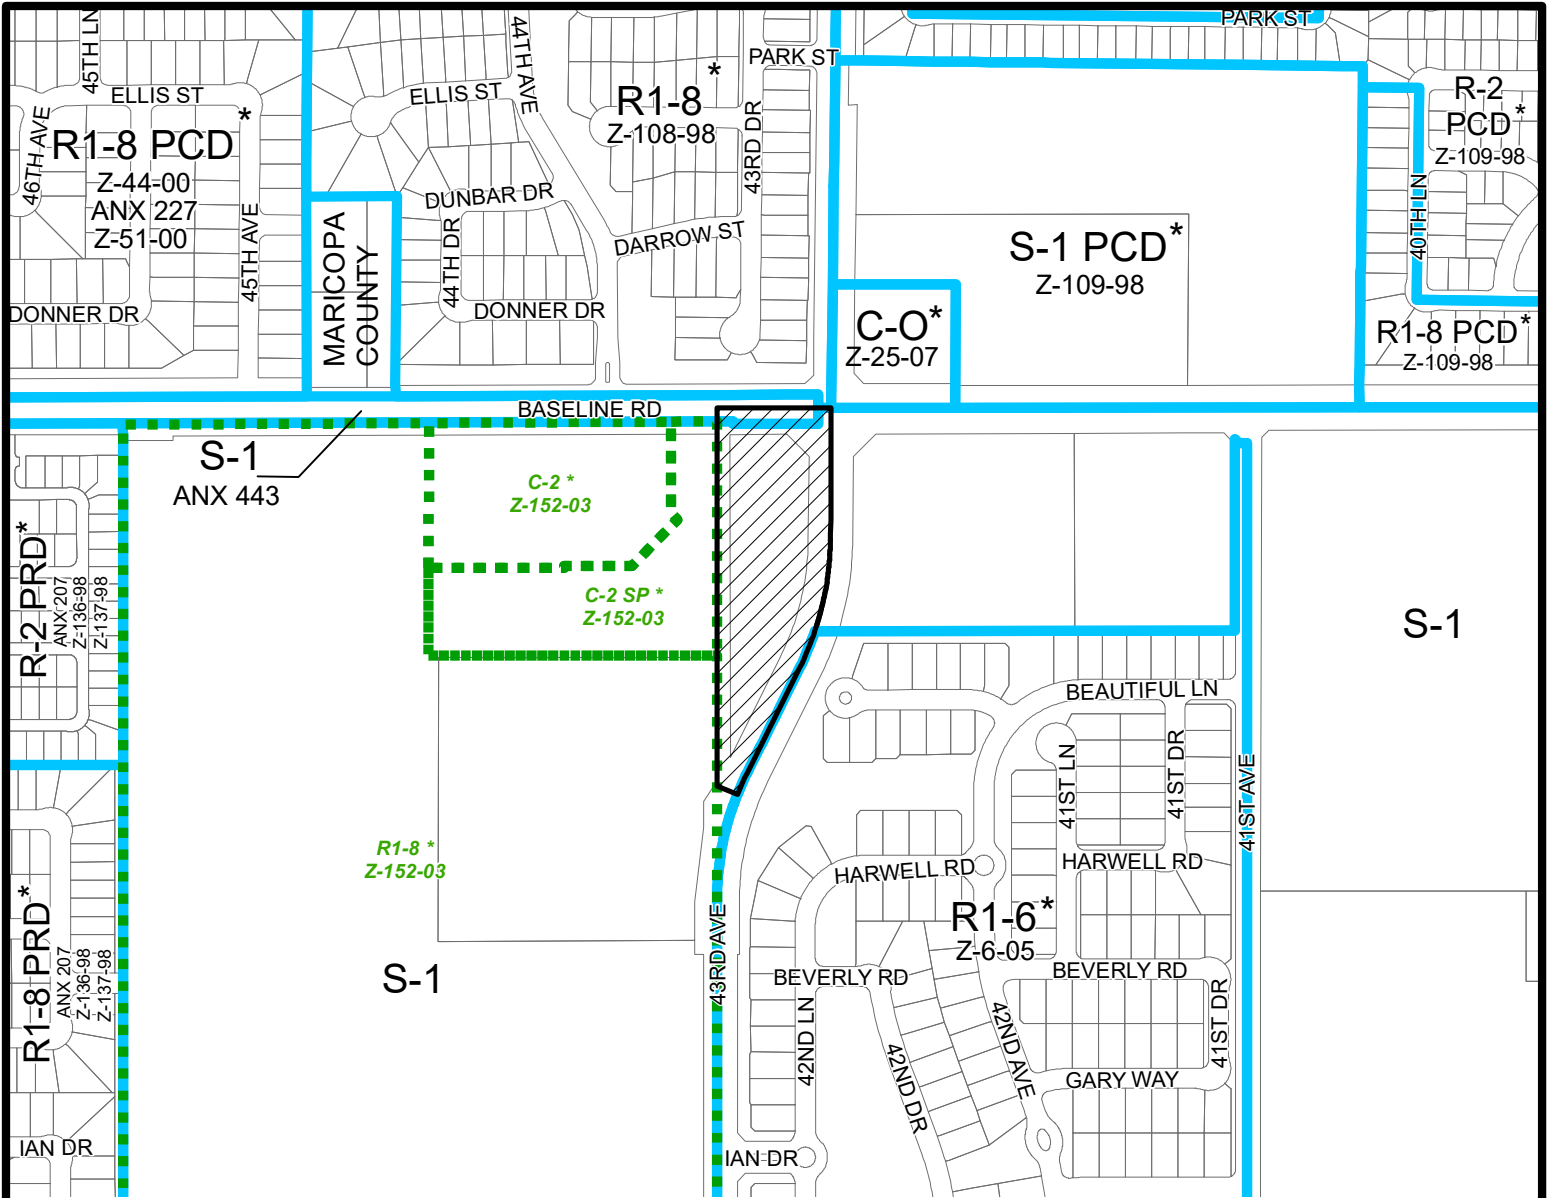 45TH LN
44TH AVE
PARK ST
PARK ST
ELLIS ST
ELLIS ST
R1-8 *
Z-108-98
43RD DR
R-2
PCD *
Z-109-98
46TH AVE
R1-8 PCD *
Z-44-00
ANX 227
Z-51-00
45TH AVE
DUNBAR DR
44TH DR
DARROW ST
MARICOPA
COUNTY
DONNER DR
DONNER DR
S-1 PCD *
Z-109-98
40TH LN
C-O *
Z-25-07
R1-8 PCD *
Z-109-98
BASELINE RD
S-1
ANX 443
C-2 *
Z-152-03
C-2 SP *
Z-152-03
R-2 PRD *
ANX 207
Z-136-98
Z-137-98
S-1
BEAUTIFUL LN
41ST LN
41ST DR
41ST AVE
R1-8 *
Z-152-03
HARWELL RD
HARWELL RD
R1-8 PRD *
ANX 207
Z-136-98
Z-137-98
43RD AVE
R1-6 *
Z-6-05
S-1
BEVERLY RD
BEVERLY RD
42ND LN
42ND DR
42ND AVE
41ST DR
GARY WAY
IAN DR
IAN DR